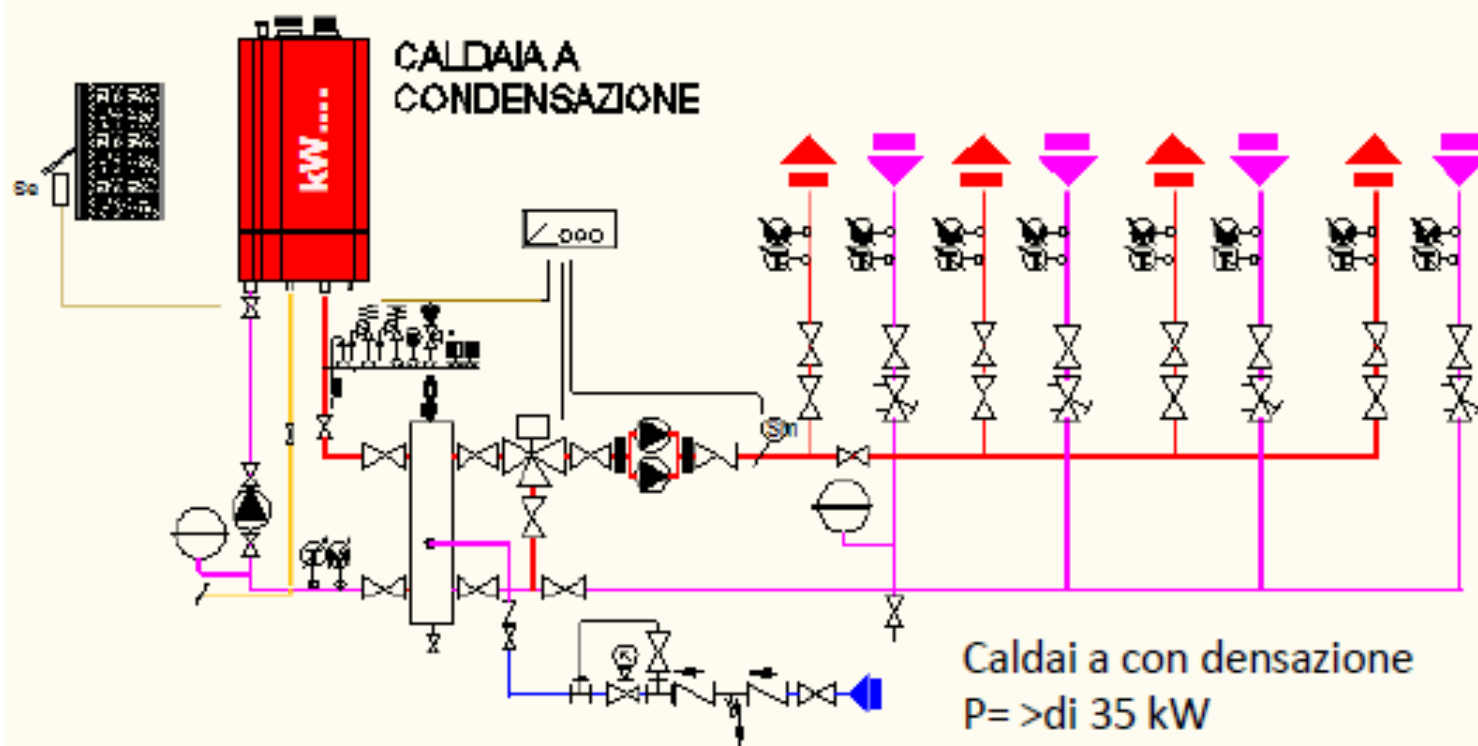 CALDAIA A
CONDENSAZIONE
kW....
Se
Sm
Caldai a con densazione
P= >di 35 kW